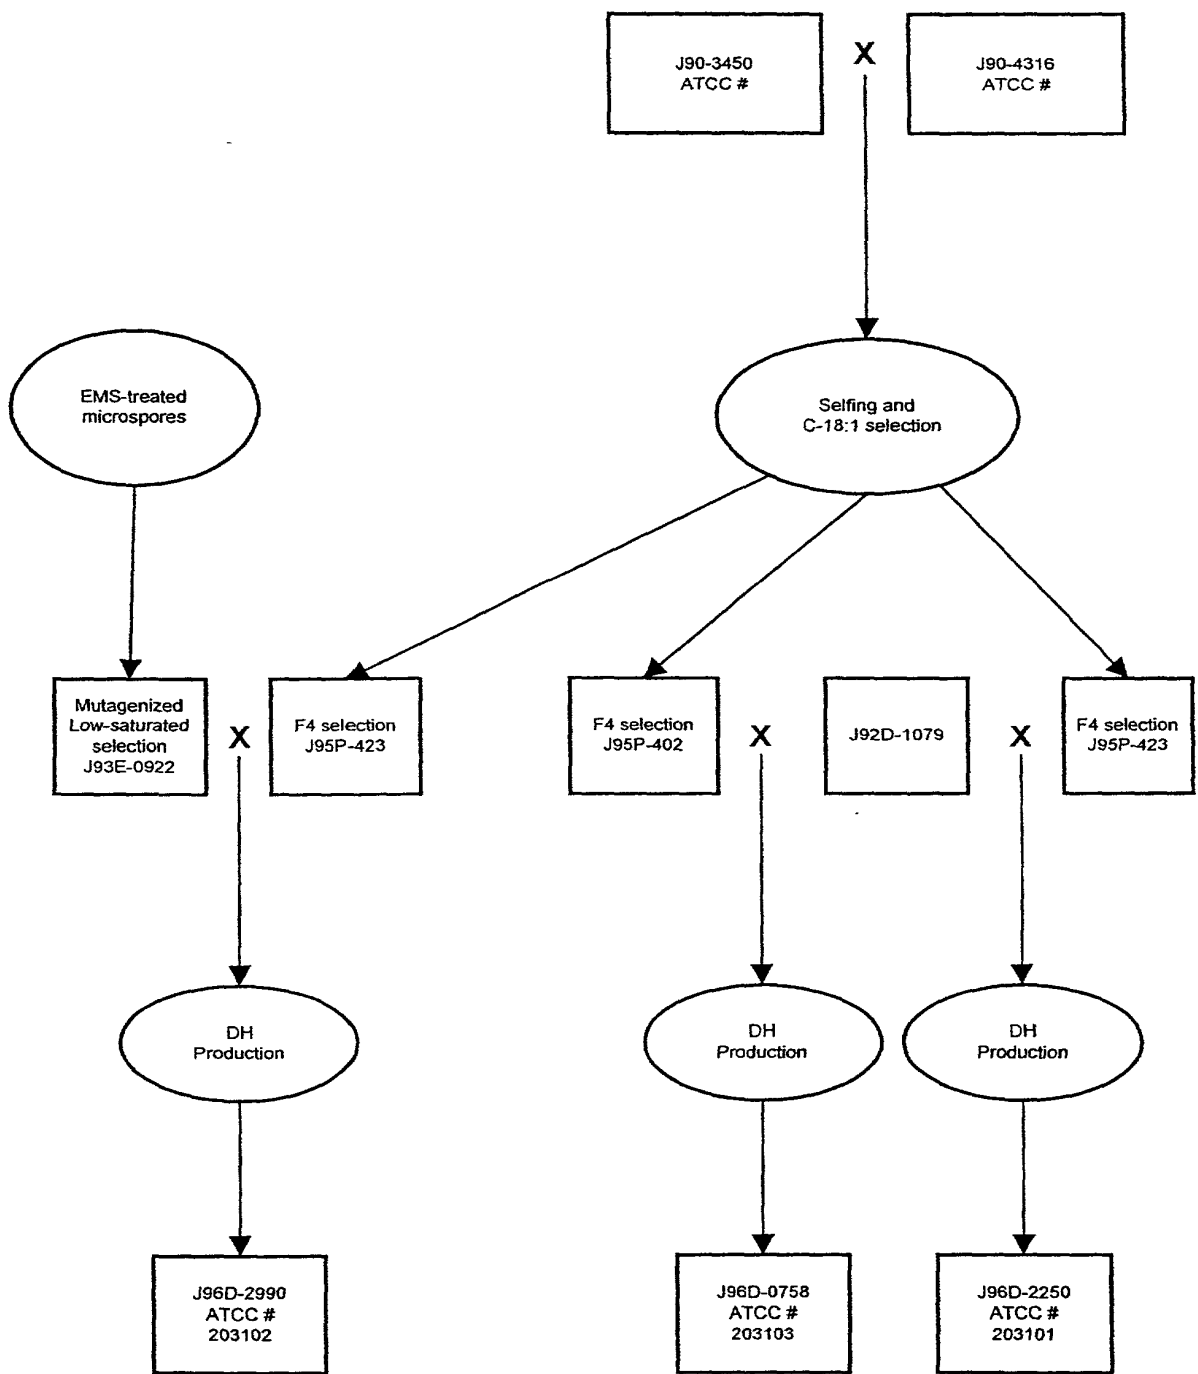 J90-3450
ATCC #
X
J90-4316
ATCC #
EMS-treated
microspores
Selfing and
C-18:1 selection
Mutagenized
Low-saturated
selection
J93E-0922
X
F4 selection
J95P-423
F4 selection
J95P-402
X
J92D-1079
X
F4 selection
J95P-423
DH
Production
DH
Production
DH
Production
J96D-2990
ATCC #
203102
J96D-0758
ATCC #
203103
J96D-2250
ATCC #
203101